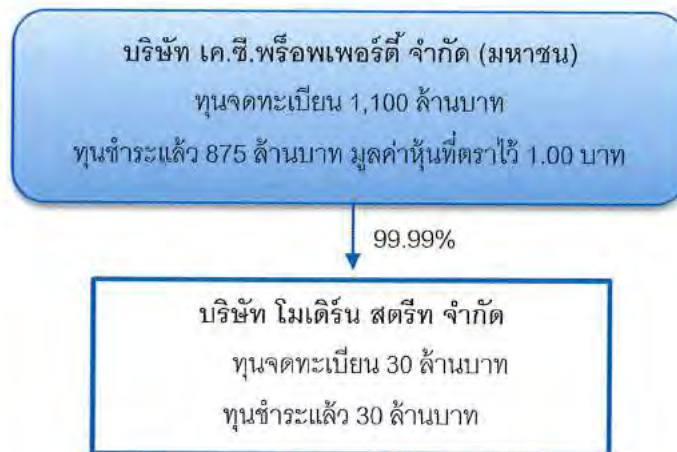 บริษัท เค.ซี.พร็อพเพอร์ตี้ จำกัด (มหาชน)
ทุนจดทะเบียน 1,100 ล้านบาท
ทุนชำระแล้ว 875 ล้านบาท มูลค่าหุ้นที่ตราไว้ 1.00 บาท
99.99%
บริษัท โมเดิร์น สตรีท จำกัด
ทุนจดทะเบียน 30 ล้านบาท
ทุนชำระแล้ว 30 ล้านบาท